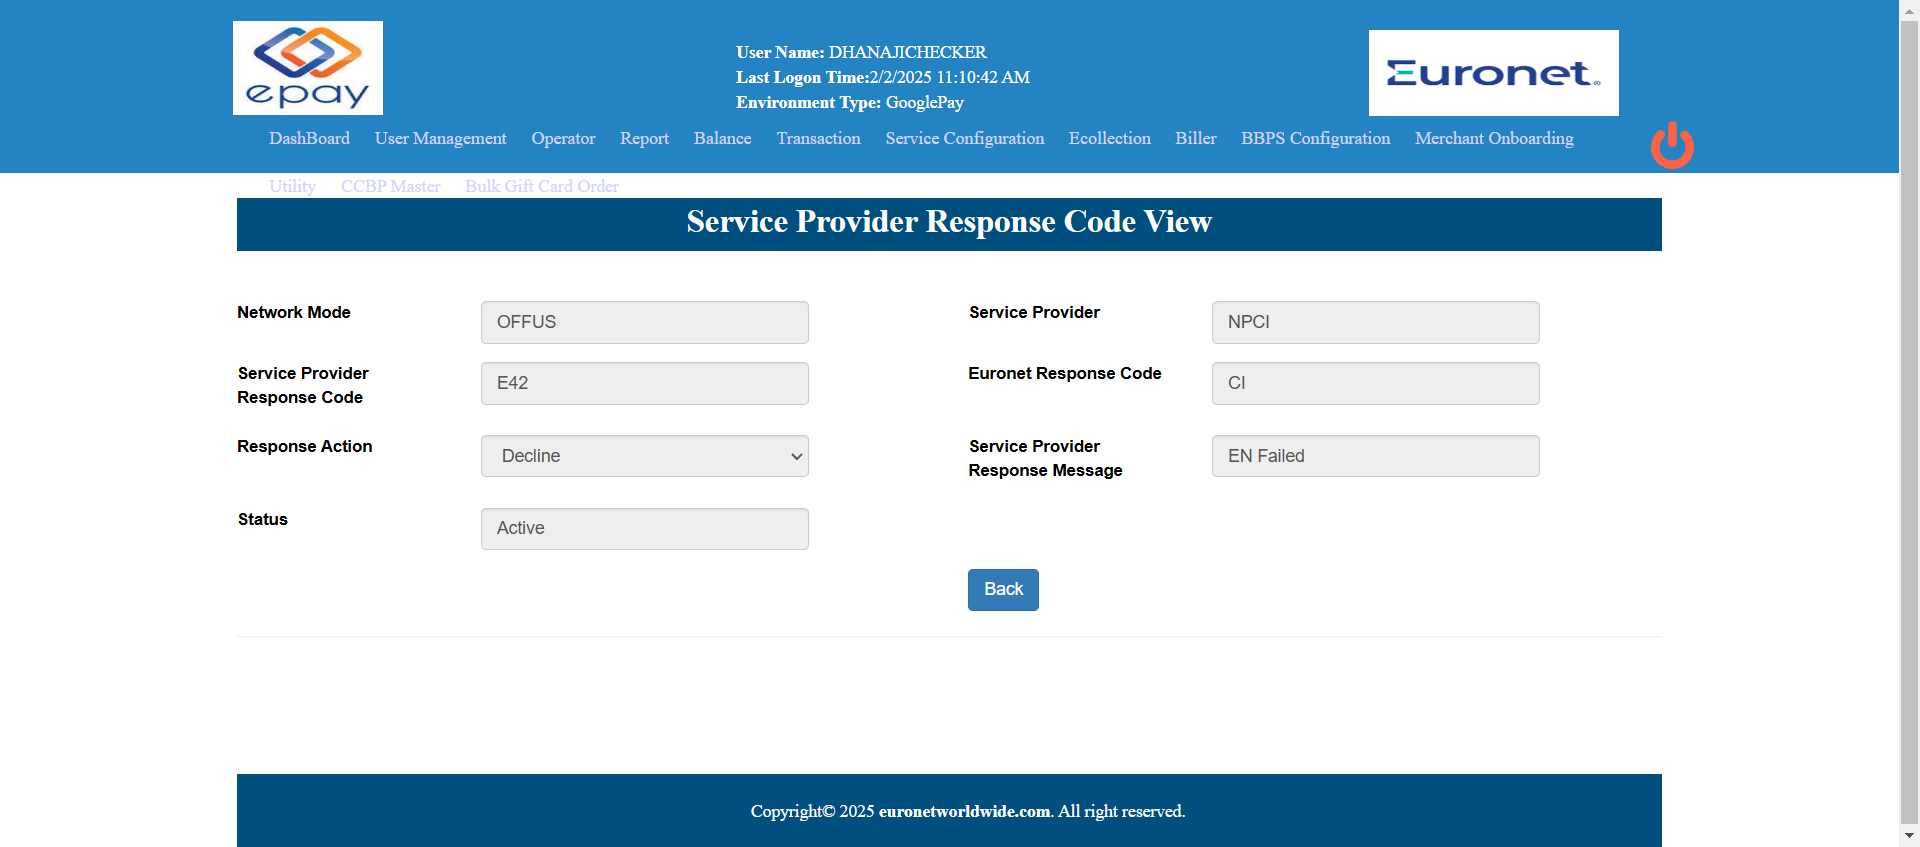 epay
User Name: DHANAJICHECKER
Last Logon Time:2/2/2025 11:10:42 AM
Environment Type: GooglePay
Euronet®
DashBoard User Management Operator Report Balance Transaction Service Configuration Ecollection Biller BBPS Configuration Merchant Onboarding
Utility CCBP Master Bulk Gift Card Order
Service Provider Response Code View
Network Mode OFFUS Service Provider NPCI
Service Provider Response Code E42 Euronet Response Code CI
Response Action Decline Service Provider Response Message EN Failed
Status Active
Back
Copyright© 2025 euronetworldwide.com. All right reserved.